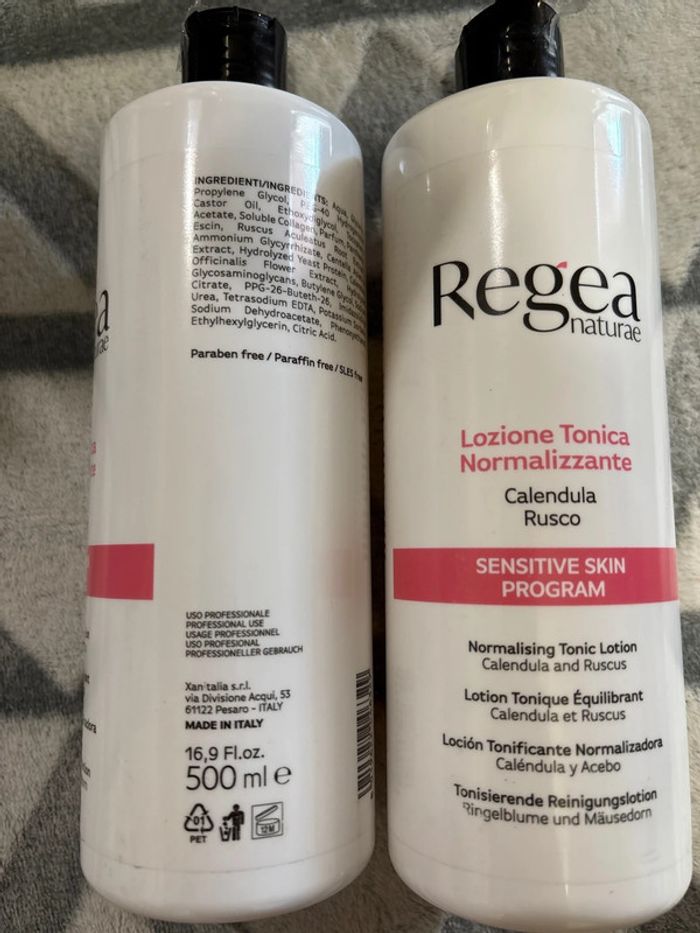 a
ae
INGREDIENTI/INGREDIENTS: Aqua,
Propylene Glycol, PEG-40
Castor Oil, Ethoxydiglycol,
Acetate, Soluble Collagen, Parfum,
Escin, Ruscus Aculeatus Root
Ammonium Glycyrrhizate, Centella
Extract, Hydrolyzed Yeast Protein,
Officinalis Flower Extract,
Glycosaminoglycans, Butylene Glycol,
Citrate, PPG-26-Buteth-26,
Urea, Tetrasodium EDTA, Potassium
Sodium Dehydroacetate,
Ethylhexylglycerin, Citric Acid.
Paraben free / Paraffin free / SLES free
USO PROFESSIONALE
PROFESSIONAL USE
USAGE PROFESSIONNEL
USO PROFESIONAL
PROFESSIONELLER GEBRAUCH
Xanitalia s.r.l.
via Divisione Acqui, 53
61122 Pesaro - ITALY
MADE IN ITALY
16,9 Fl.oz.
500 ml e
01
PET
12M
Regea
naturae
Lozione Tonica
Normalizzante
Calendula
Rusco
SENSITIVE SKIN
PROGRAM
Normalising Tonic Lotion
Calendula and Ruscus
Lotion Tonique Équilibrant
Calendula et Ruscus
Loción Tonificante Normalizadora
Caléndula y Acebo
Tonisierende Reinigungslotion
Ringelblume und Mäusedorn